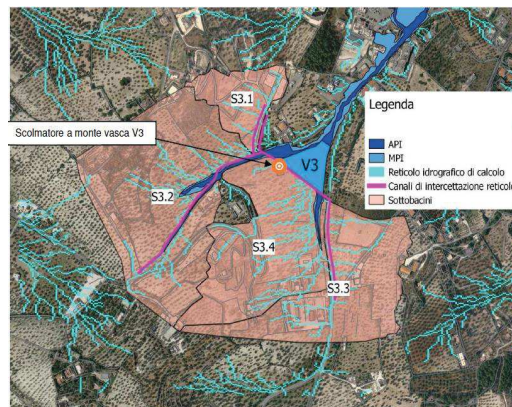 S3.1
Scolmatore a monte vasca V3
V3
S3.2
S3.4
S3.3
Legenda
API
MPI
Reticolo idrografico di calcolo
Canali di intercettazione reticolo
Sottobacini